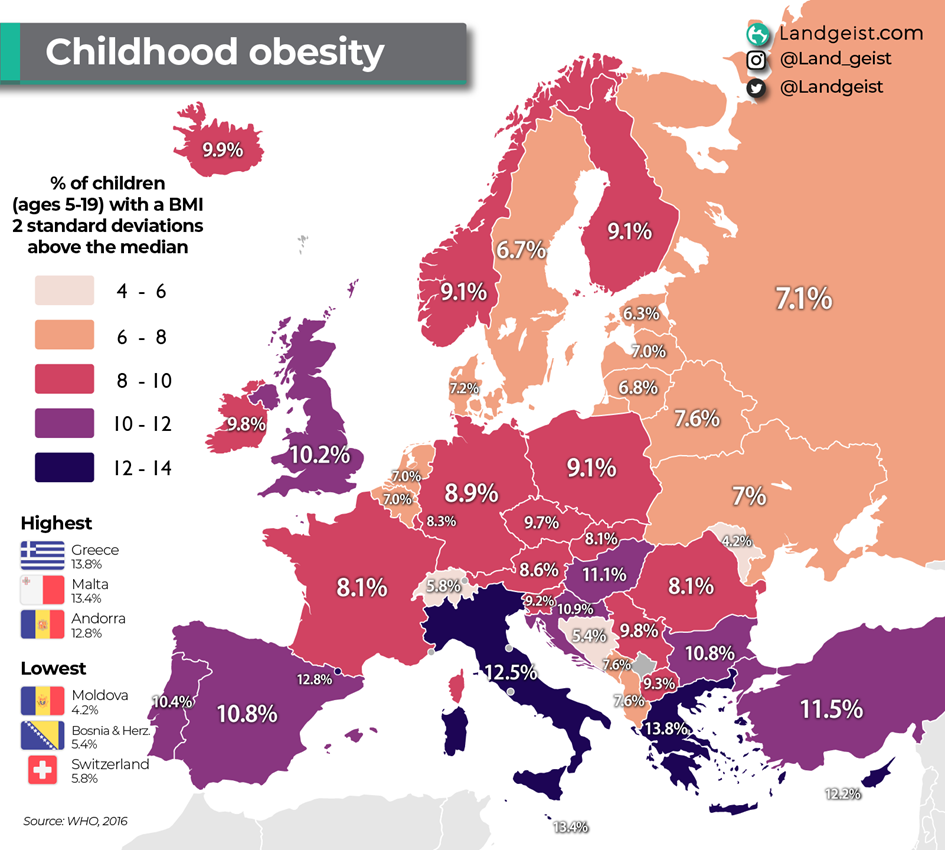 Childhood obesity
Landgeist.com
@Land_geist
@Landgeist
% of children
(ages 5-19) with a BMI
2 standard deviations
above the median
4 - 6
6 - 8
8 - 10
10 - 12
12 - 14
Highest
Greece
13.8%
Malta
13.4%
Andorra
12.8%
Lowest
Moldova
4.2%
Bosnia & Herz.
5.4%
Switzerland
5.8%
Source: WHO, 2016
9.9%
6.7%
9.1%
9.1%
7.1%
6.3%
7.0%
6.8%
7.2%
7.6%
9.8%
10.2%
7.0%
7.0%
8.9%
9.1%
7%
8.3%
9.7%
8.1%
4.2%
8.6%
11.1%
8.1%
5.8%
8.1%
9.2%
10.9%
5.4%
9.8%
10.8%
7.6%
12.8%
12.5%
9.3%
7.6%
10.4%
10.8%
11.5%
13.8%
12.2%
13.4%